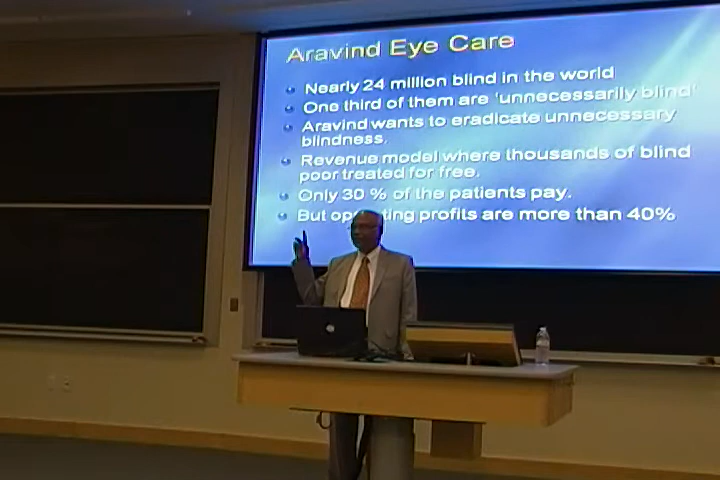 Aravind Eye Care
Nearly 24 million blind in the world
One third of them are 'unnecessarily blind'
Aravind wants to eradicate unnecessary
blindness.
Revenue model where thousands of blind
poor treated for free.
Only 30 % of the patients pay.
But operating profits are more than 40%